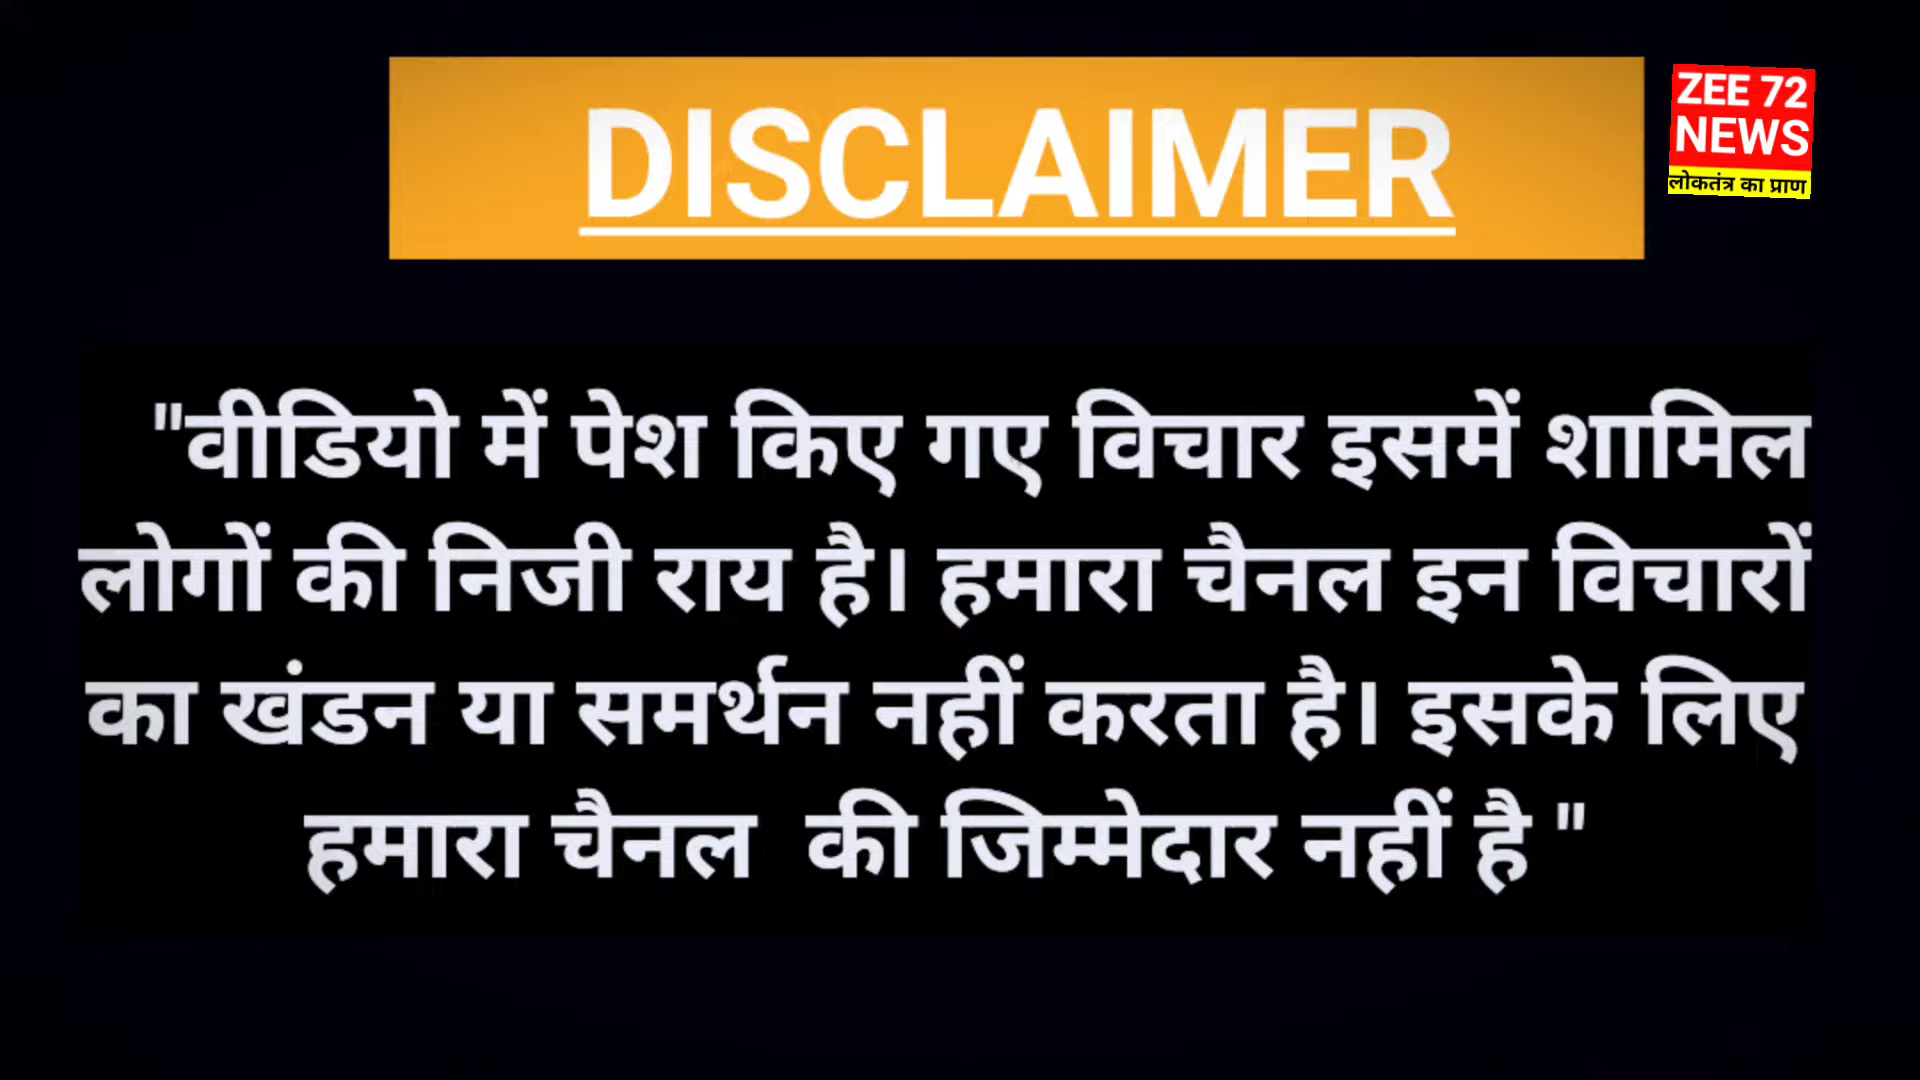 DISCLAIMER
ZEE 72
NEWS
लोकतंत्र का प्राण
"वीडियो में पेश किए गए विचार इसमें शामिल
लोगों की निजी राय है। हमारा चैनल इन विचारों
का खंडन या समर्थन नहीं करता है। इसके लिए
हमारा चैनल की जिम्मेदार नहीं है "